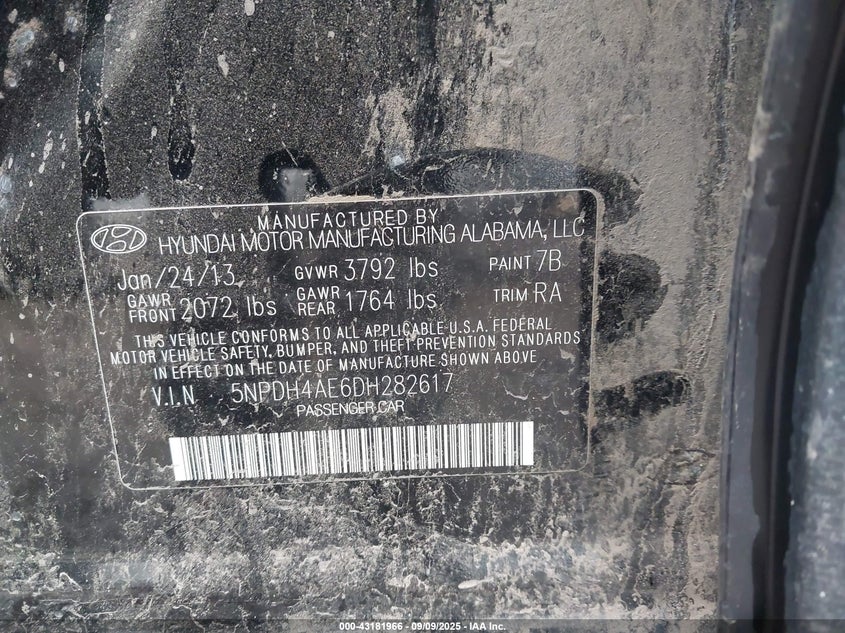 MANUFACTURED BY
HYUNDAI MOTOR MANUFACTURING ALABAMA, LLC
Jan/24/13 GVWR 3792 lbs PAINT 7B
GAWR FRONT 2072 lbs GAWR REAR 1764 lbs TRIM RA
THIS VEHICLE CONFORMS TO ALL APPLICABLE U.S.A. FEDERAL
MOTOR VEHICLE SAFETY, BUMPER, AND THEFT PREVENTION STANDARDS
IN EFFECT ON THE DATE OF MANUFACTURE SHOWN ABOVE
V.I.N 5NPDH4AE6DH282617
PASSENGER CAR
000-43181966 - 09/09/2025 - IAA Inc.